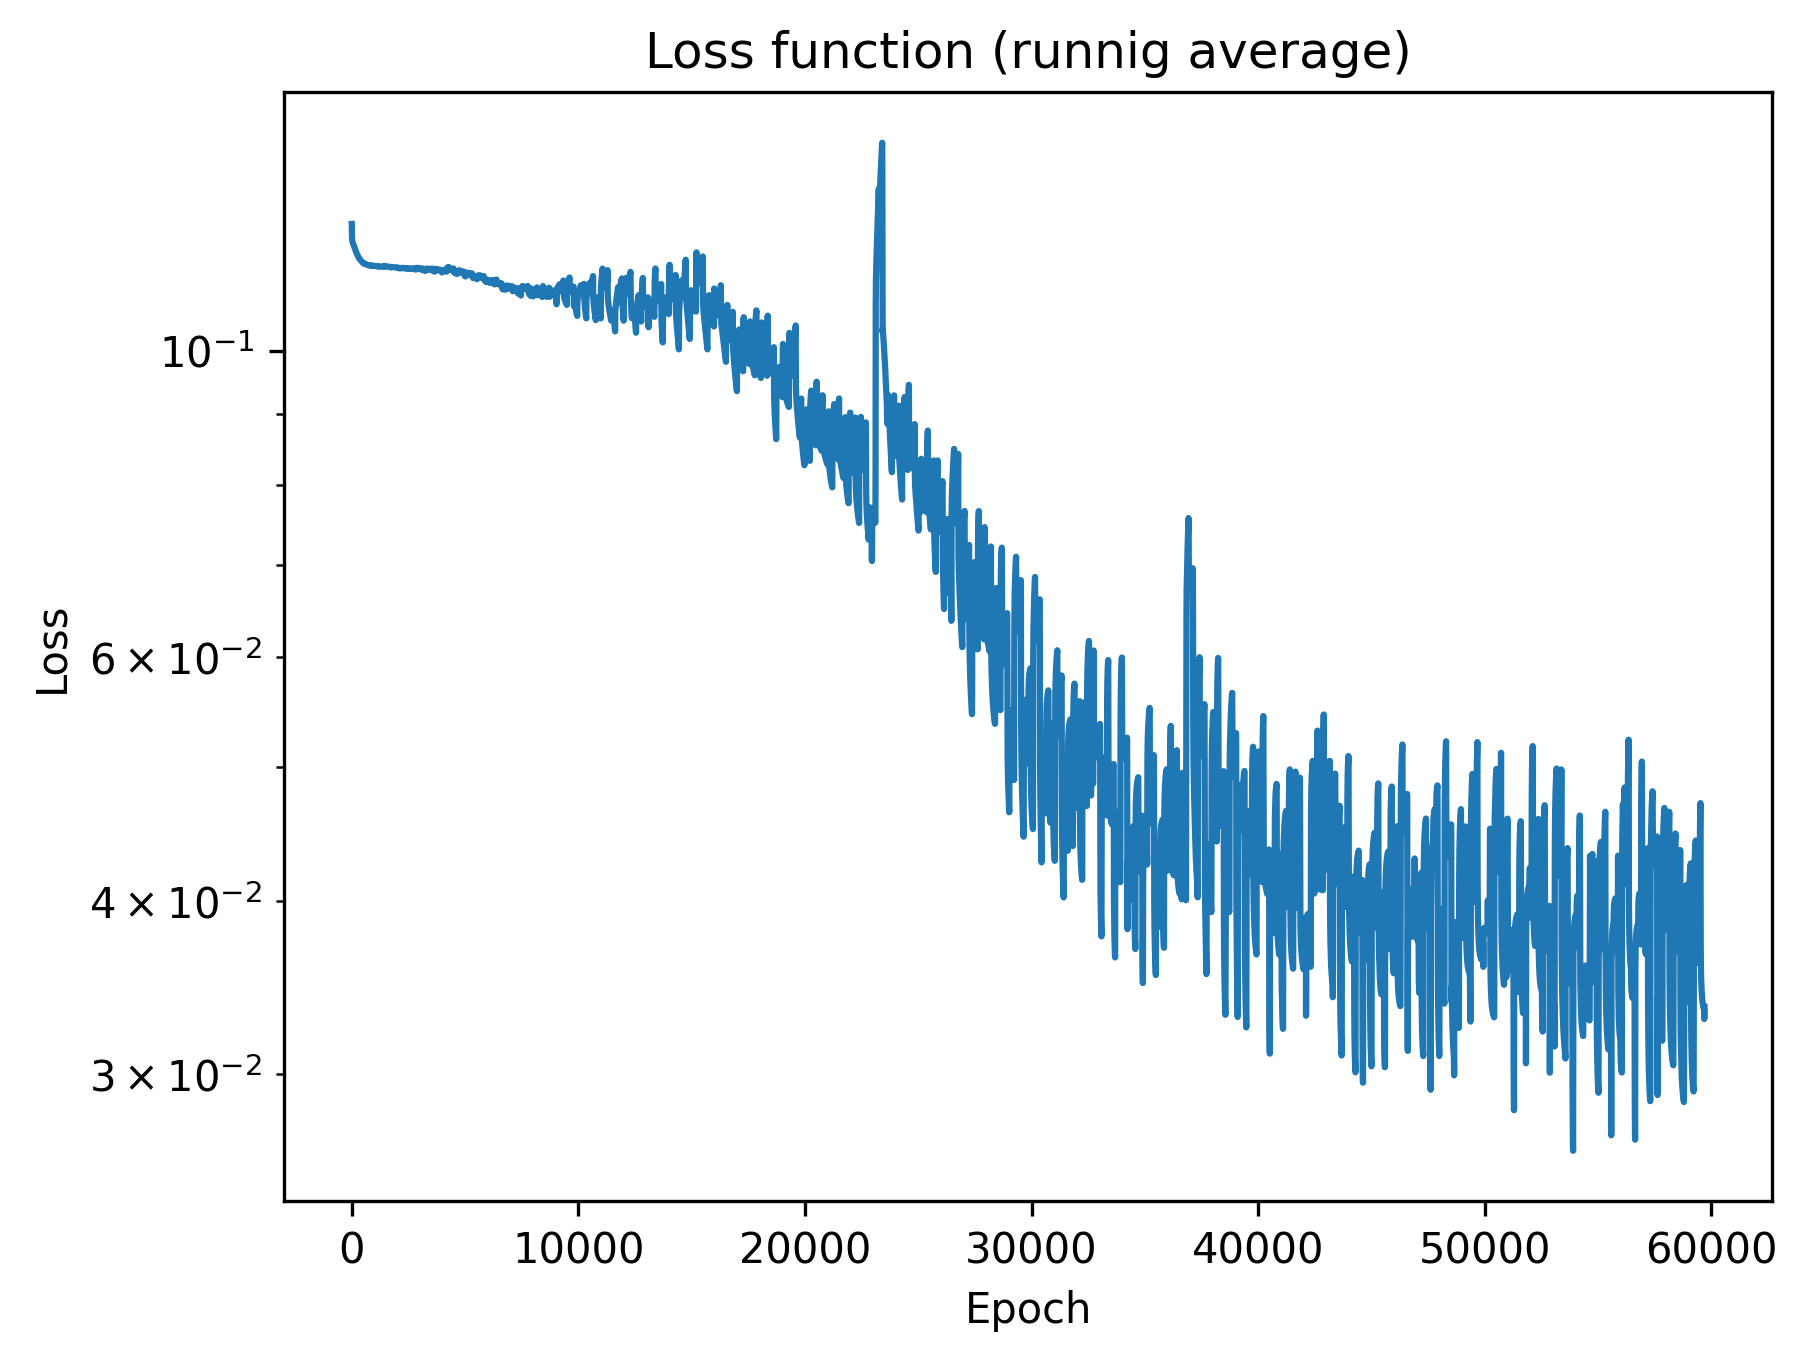 Loss function (runnig average)
10⁻¹
6 × 10⁻²
4 × 10⁻²
3 × 10⁻²
Loss
0 10000 20000 30000 40000 50000 60000
Epoch